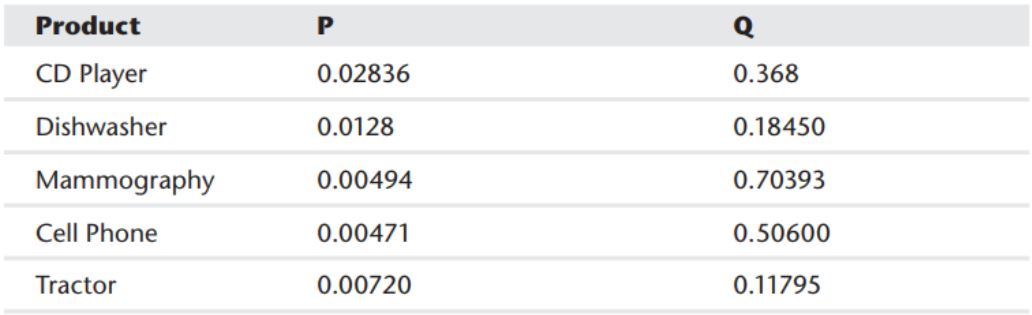 Product P Q
CD Player 0.02836 0.368
Dishwasher 0.0128 0.18450
Mammography 0.00494 0.70393
Cell Phone 0.00471 0.50600
Tractor 0.00720 0.11795